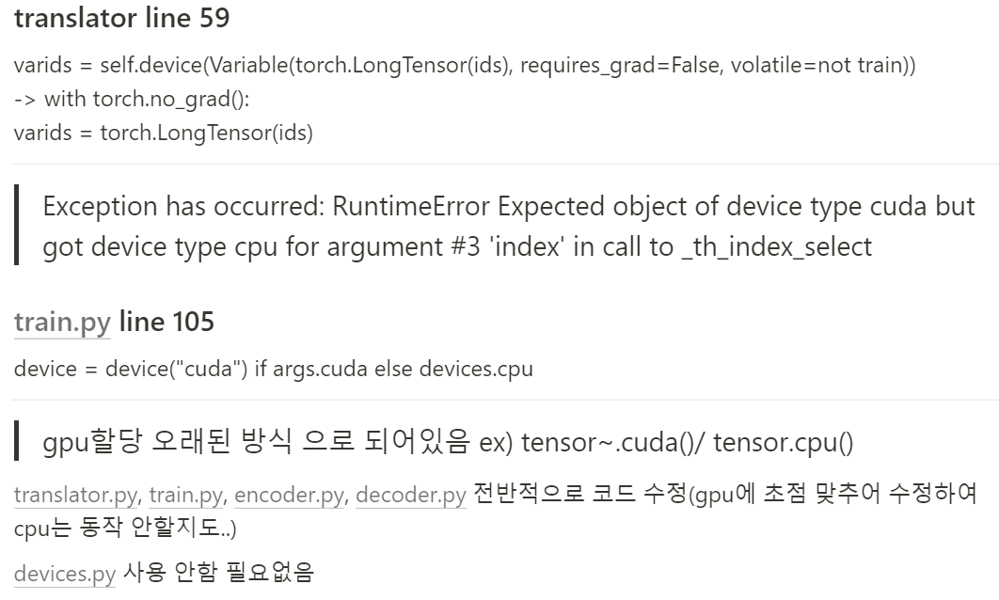 translator line 59
varids = self.device(Variable(torch.LongTensor(ids), requires_grad=False, volatile=not train))
-> with torch.no_grad():
varids = torch.LongTensor(ids)
Exception has occurred: RuntimeError Expected object of device type cuda but
got device type cpu for argument #3 'index' in call to _th_index_select
train.py line 105
device = device("cuda") if args.cuda else devices.cpu
gpu할당 오래된 방식 으로 되어있음 ex) tensor~.cuda()/ tensor.cpu()
translator.py, train.py, encoder.py, decoder.py 전반적으로 코드 수정(gpu에 초점 맞추어 수정하여
cpu는 동작 안할지도..)
devices.py 사용 안함 필요없음